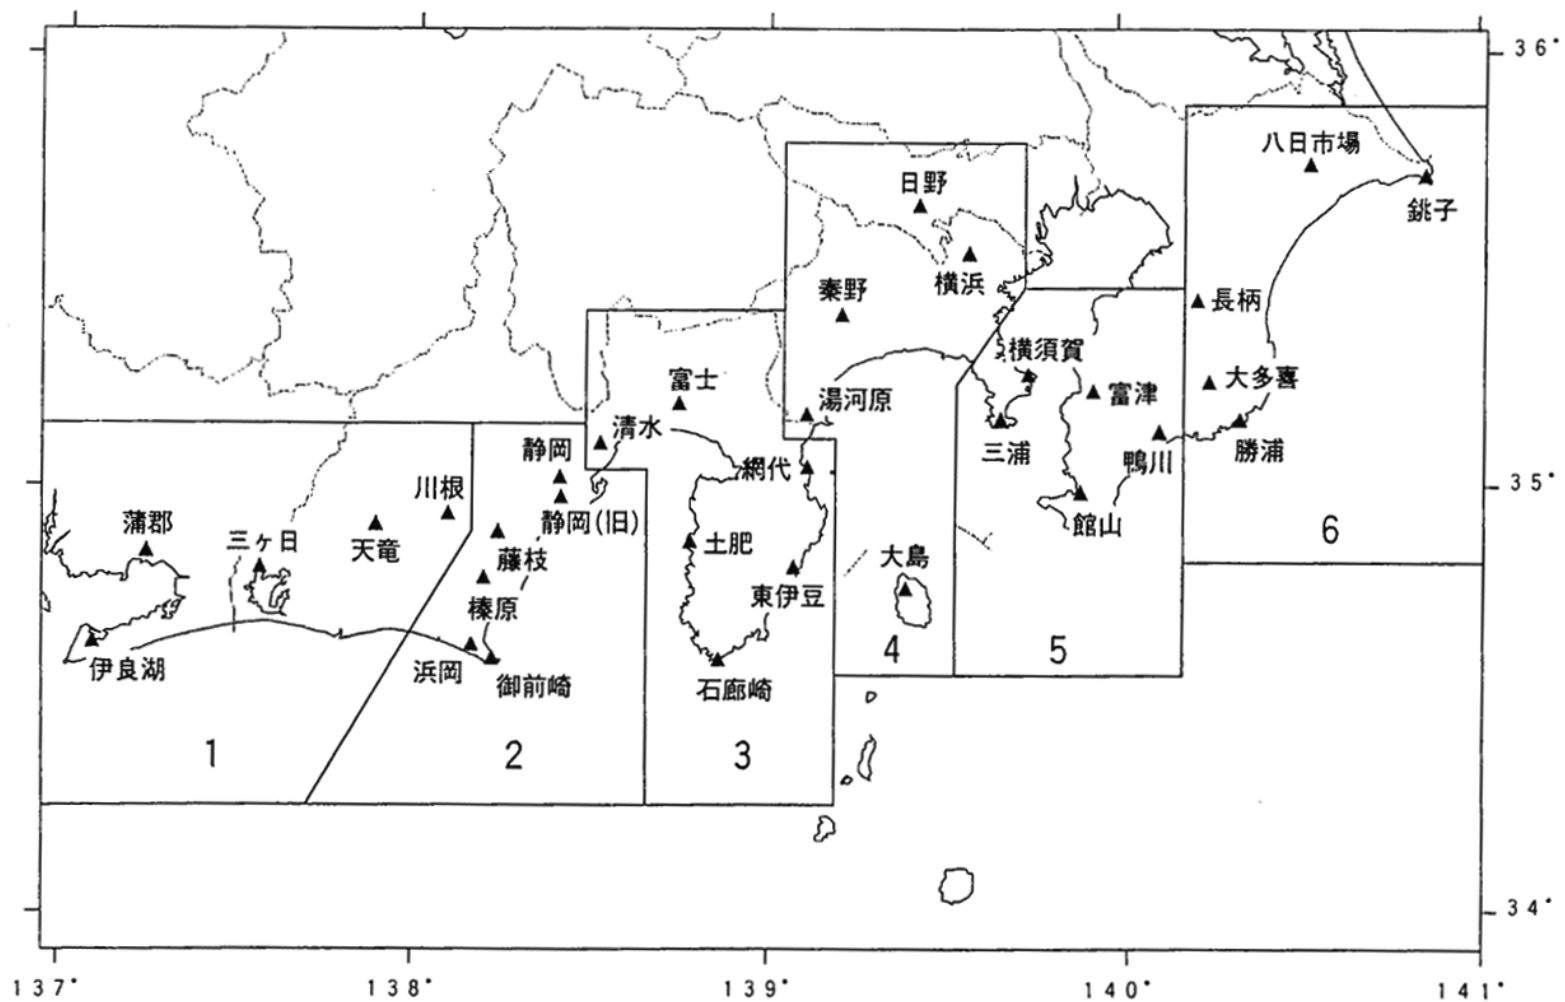 36°
八日市場
日野
銚子
横浜
秦野
長柄
横須賀
富士
大多喜
湯河原
富津
清水
静岡
三浦
勝浦
鴨川
網代
川根
35°
蒲郡
静岡(旧)
館山
6
三ヶ日
天竜
藤枝
土肥
大島
東伊豆
榛原
4
5
伊良湖
浜岡
御前崎
石廊崎
1
2
3
34°
137°
138°
139°
140°
141°